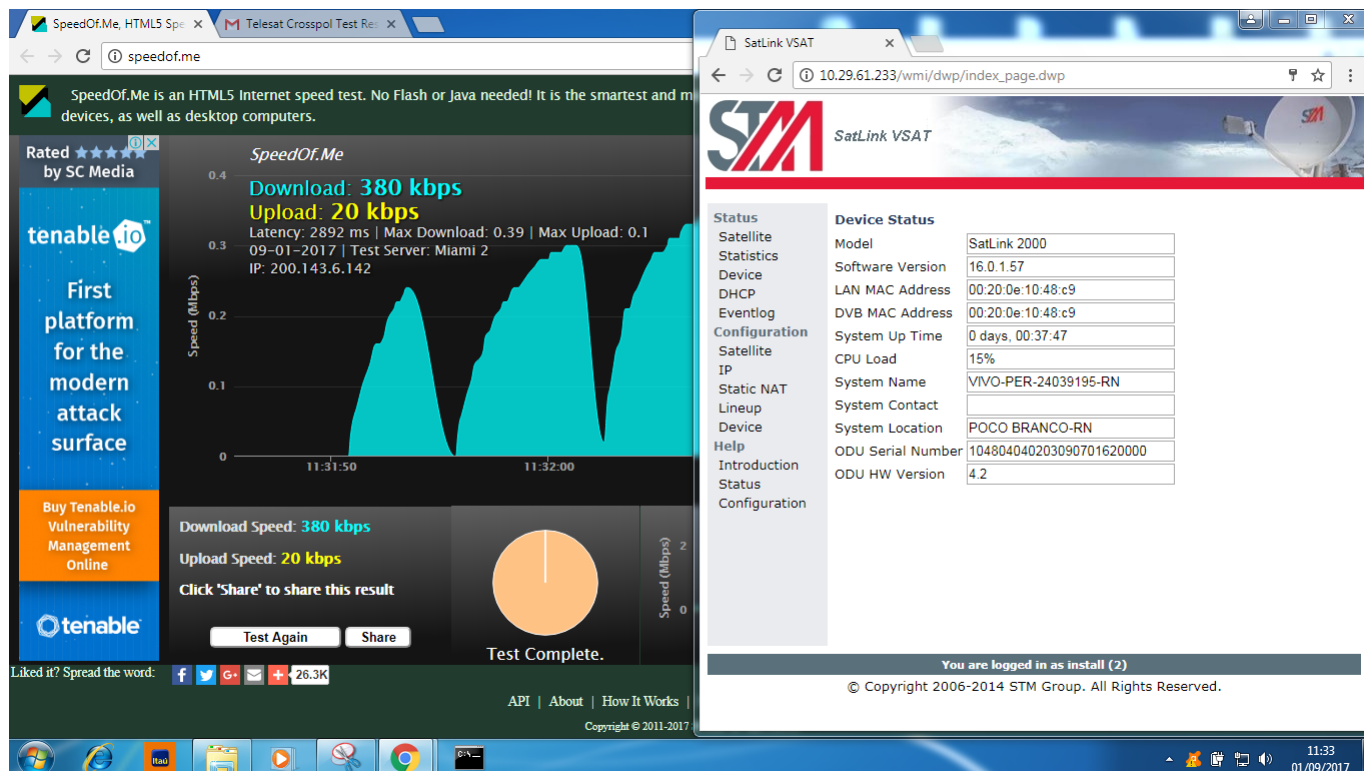 SpeedOf.Me, HTML5 Spe
Telesat Crosspol Test Res
speedof.me
SpeedOf.Me is an HTML5 Internet speed test. No Flash or Java needed! It is the smartest and m
devices, as well as desktop computers.
Rated ★★★★★
by SC Media
tenable.io™
First
platform
for the
modern
attack
surface
Buy Tenable.io
Vulnerability
Management
Online
tenable
SpeedOf.Me
Download: 380 kbps
Upload: 20 kbps
Latency: 2892 ms | Max Download: 0.39 | Max Upload: 0.1
09-01-2017 | Test Server: Miami 2
IP: 200.143.6.142
Speed (Mbps)
0.4
0.3
0.2
0.1
0
11:31:50
11:32:00
Download Speed: 380 kbps
Upload Speed: 20 kbps
Click 'Share' to share this result
Test Again
Share
Test Complete.
Speed (Mbps)
2
0
Liked it? Spread the word:
26.3K
API | About | How It Works |
Copyright © 2011-2017
SatLink VSAT
10.29.61.233/wmi/dwp/index_page.dwp
STM
SatLink VSAT
STM
Status
Satellite
Statistics
Device
DHCP
Eventlog
Configuration
Satellite
IP
Static NAT
Lineup
Device
Help
Introduction
Status
Configuration
Device Status
Model SatLink 2000
Software Version 16.0.1.57
LAN MAC Address 00:20:0e:10:48:c9
DVB MAC Address 00:20:0e:10:48:c9
System Up Time 0 days, 00:37:47
CPU Load 15%
System Name VIVO-PER-24039195-RN
System Contact
System Location POCO BRANCO-RN
ODU Serial Number 104804040203090701620000
ODU HW Version 4.2
You are logged in as install (2)
© Copyright 2006-2014 STM Group. All Rights Reserved.
Itaú
C:\
11:33
01/09/2017